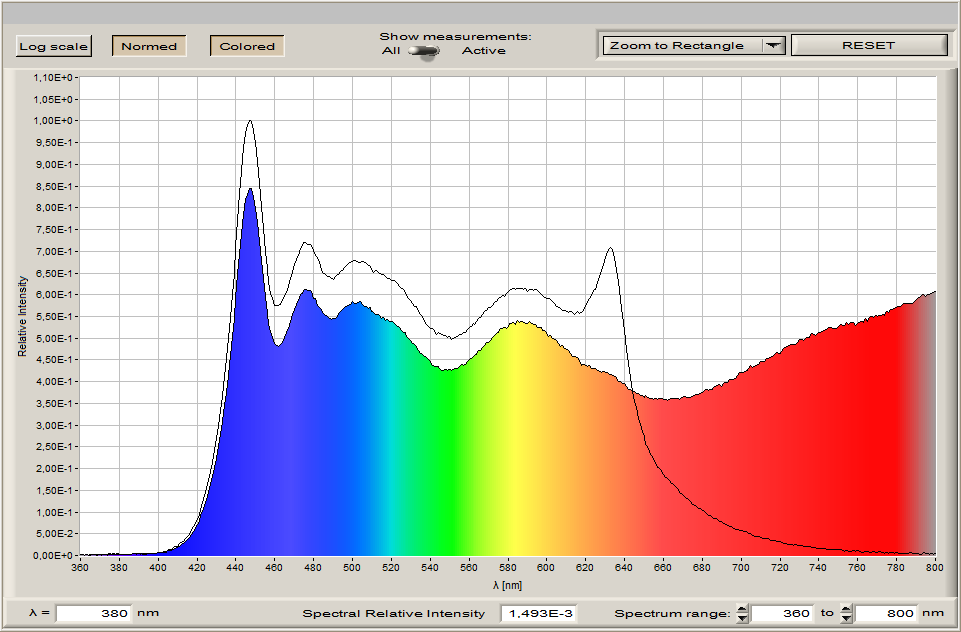 Show measurements:
Log scale Normed Colored All Active Zoom to Rectangle RESET
1,10E+0
1,05E+0
1,00E+0
9,50E-1
9,00E-1
8,50E-1
8,00E-1
7,50E-1
7,00E-1
6,50E-1
6,00E-1
5,50E-1
5,00E-1
4,50E-1
4,00E-1
3,50E-1
3,00E-1
2,50E-1
2,00E-1
1,50E-1
1,00E-1
5,00E-2
0,00E+0
Relative Intensity
360 380 400 420 440 460 480 500 520 540 560 580 600 620 640 660 680 700 720 740 760 780 800
λ [nm]
λ = 380 nm Spectral Relative Intensity 1,493E-3 Spectrum range: 360 to 800 nm